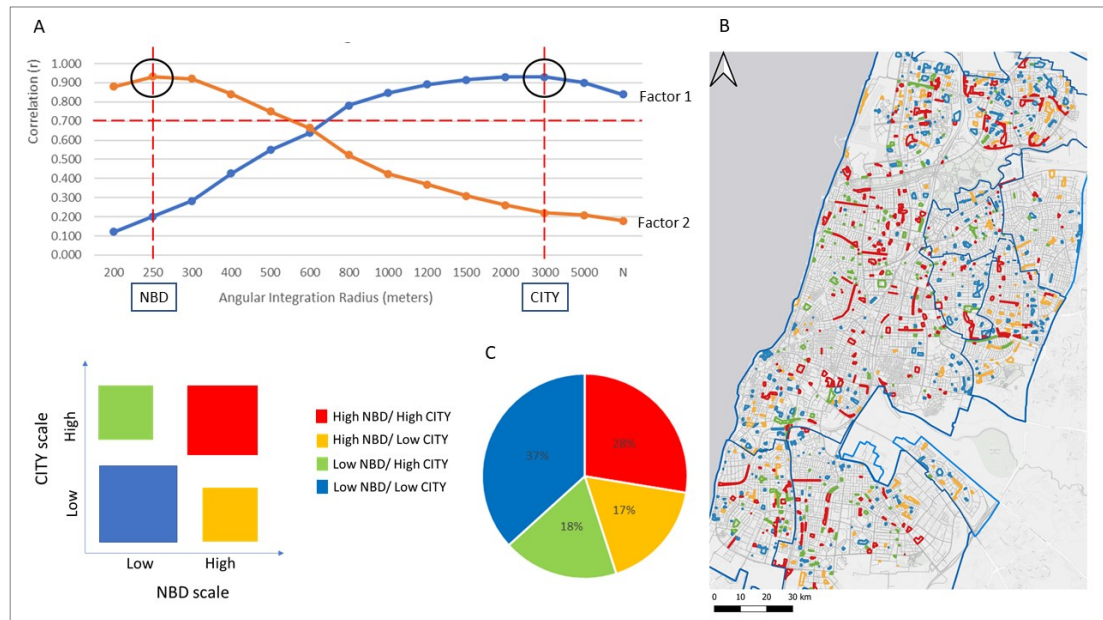 A
B
1.000
0.900
0.800
0.700
0.600
0.500
0.400
0.300
0.200
0.100
0.000
Correlation (r)
Factor 1
Factor 2
200 250 300 400 500 600 800 1000 1200 1500 2000 3000 5000 N
NBD
Angular Integration Radius (meters)
CITY
C
CITY scale
High
Low
Low High
NBD scale
High NBD/ High CITY
High NBD/ Low CITY
Low NBD/ High CITY
Low NBD/ Low CITY
28%
17%
18%
37%
0 10 20 30 km